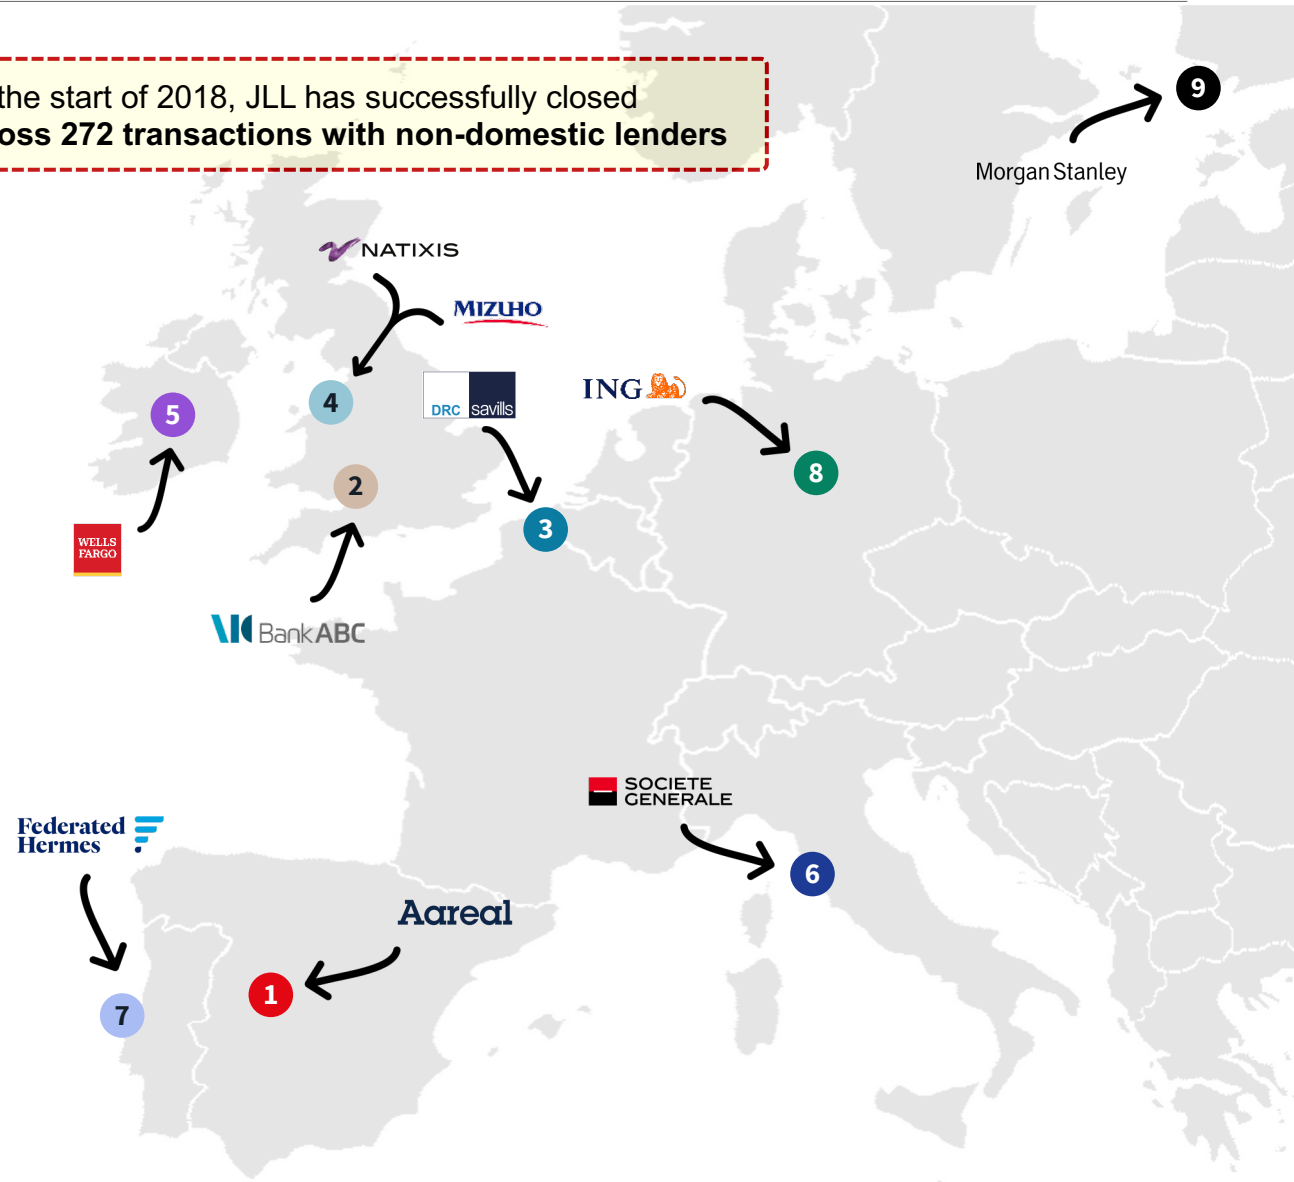 the start of 2018, JLL has successfully closed
oss 272 transactions with non-domestic lenders
9
Morgan Stanley
NATIXIS
MIZUHO
DRC savills
ING
4
5
2
8
3
WELLS
FARGO
Bank ABC
SOCIETE
GENERALE
Federated
Hermes
6
Aareal
1
7